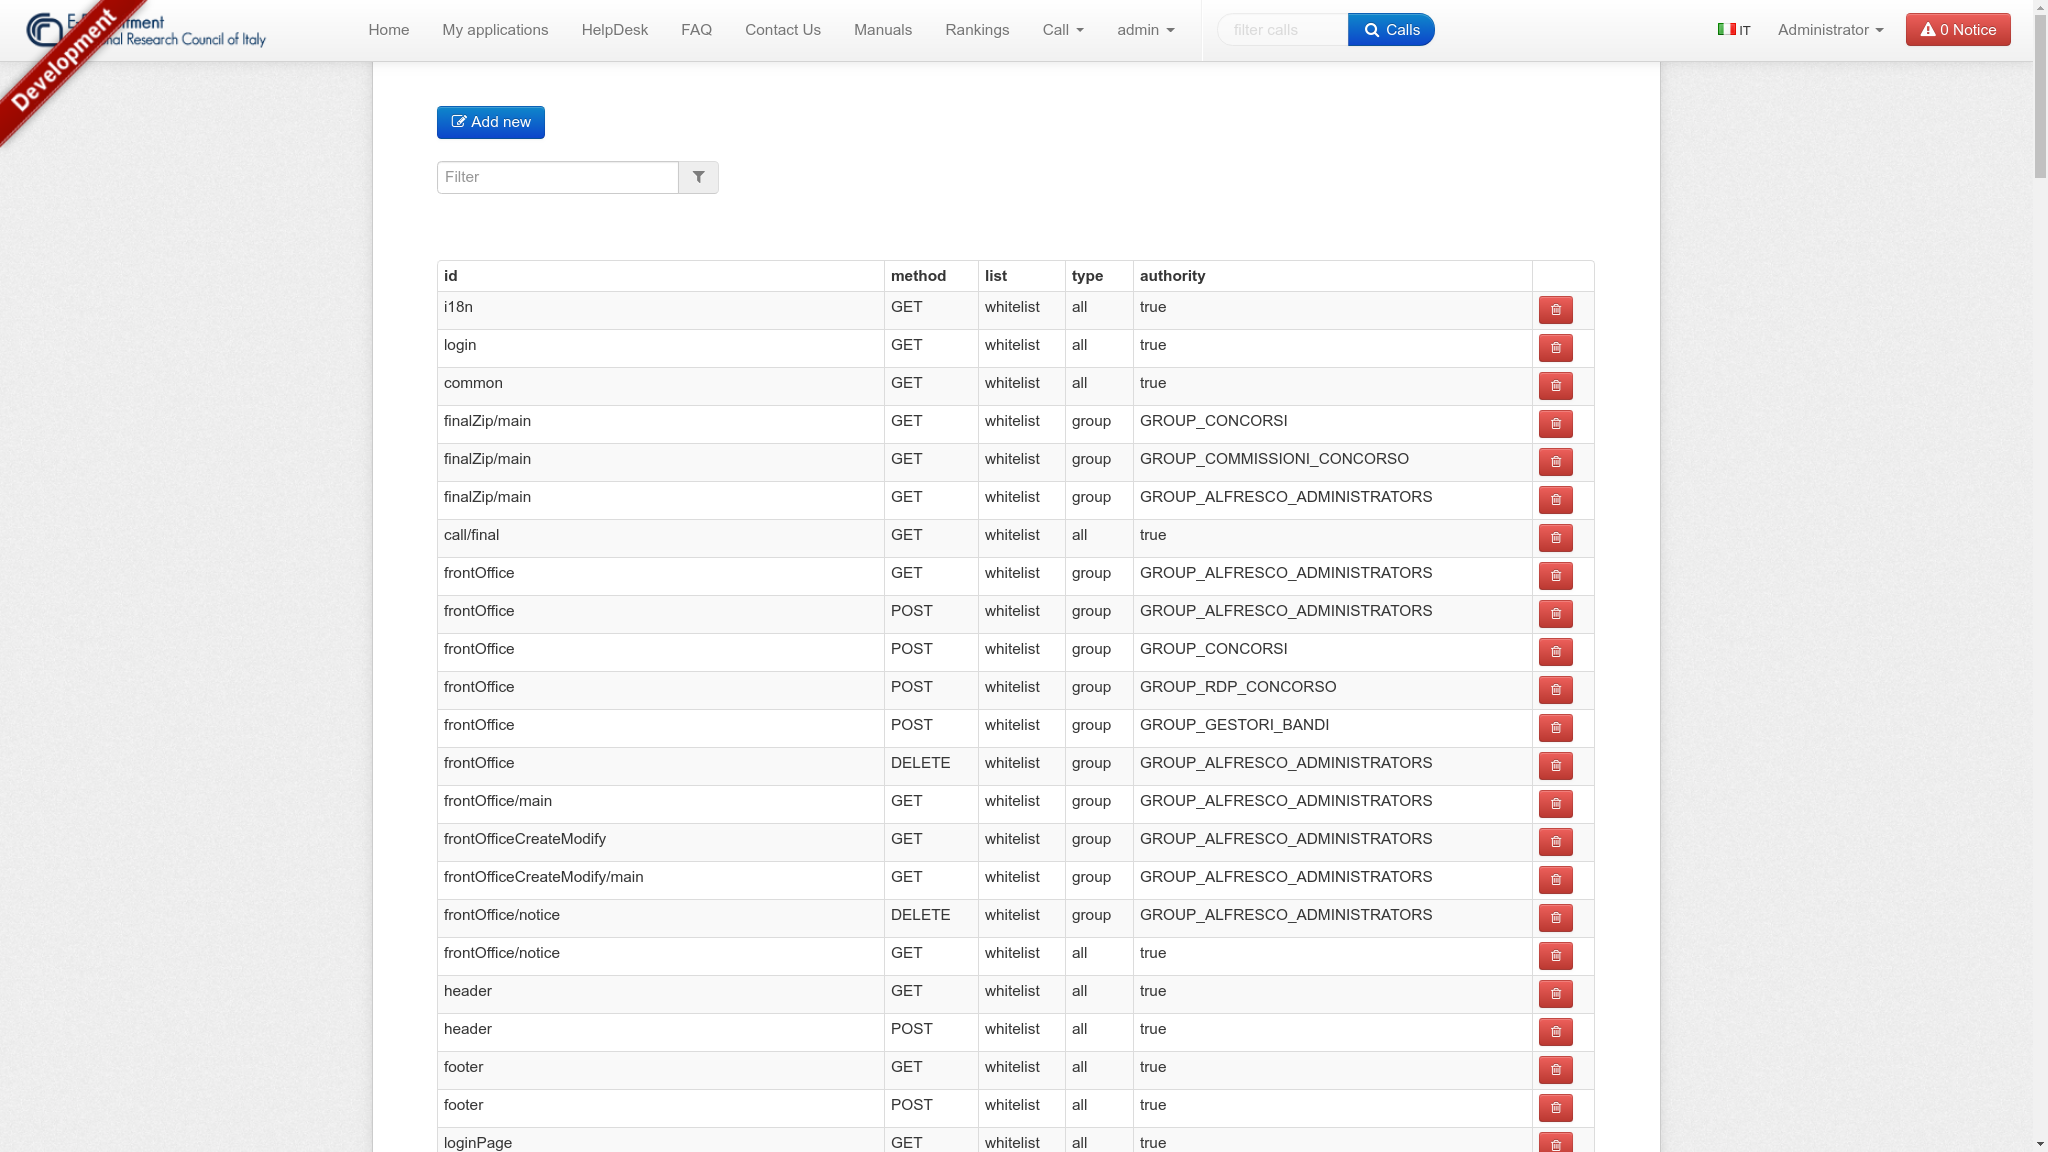 Development
nal Research Council of Italy
Home My applications HelpDesk FAQ Contact Us Manuals Rankings Call admin filter calls Calls IT Administrator 0 Notice
Add new
Filter
id method list type authority
i18n GET whitelist all true
login GET whitelist all true
common GET whitelist all true
finalZip/main GET whitelist group GROUP_CONCORSI
finalZip/main GET whitelist group GROUP_COMMISSIONI_CONCORSO
finalZip/main GET whitelist group GROUP_ALFRESCO_ADMINISTRATORS
call/final GET whitelist all true
frontOffice GET whitelist group GROUP_ALFRESCO_ADMINISTRATORS
frontOffice POST whitelist group GROUP_ALFRESCO_ADMINISTRATORS
frontOffice POST whitelist group GROUP_CONCORSI
frontOffice POST whitelist group GROUP_RDP_CONCORSO
frontOffice POST whitelist group GROUP_GESTORI_BANDI
frontOffice DELETE whitelist group GROUP_ALFRESCO_ADMINISTRATORS
frontOffice/main GET whitelist group GROUP_ALFRESCO_ADMINISTRATORS
frontOfficeCreateModify GET whitelist group GROUP_ALFRESCO_ADMINISTRATORS
frontOfficeCreateModify/main GET whitelist group GROUP_ALFRESCO_ADMINISTRATORS
frontOffice/notice DELETE whitelist group GROUP_ALFRESCO_ADMINISTRATORS
frontOffice/notice GET whitelist all true
header GET whitelist all true
header POST whitelist all true
footer GET whitelist all true
footer POST whitelist all true
loginPage GET whitelist all true